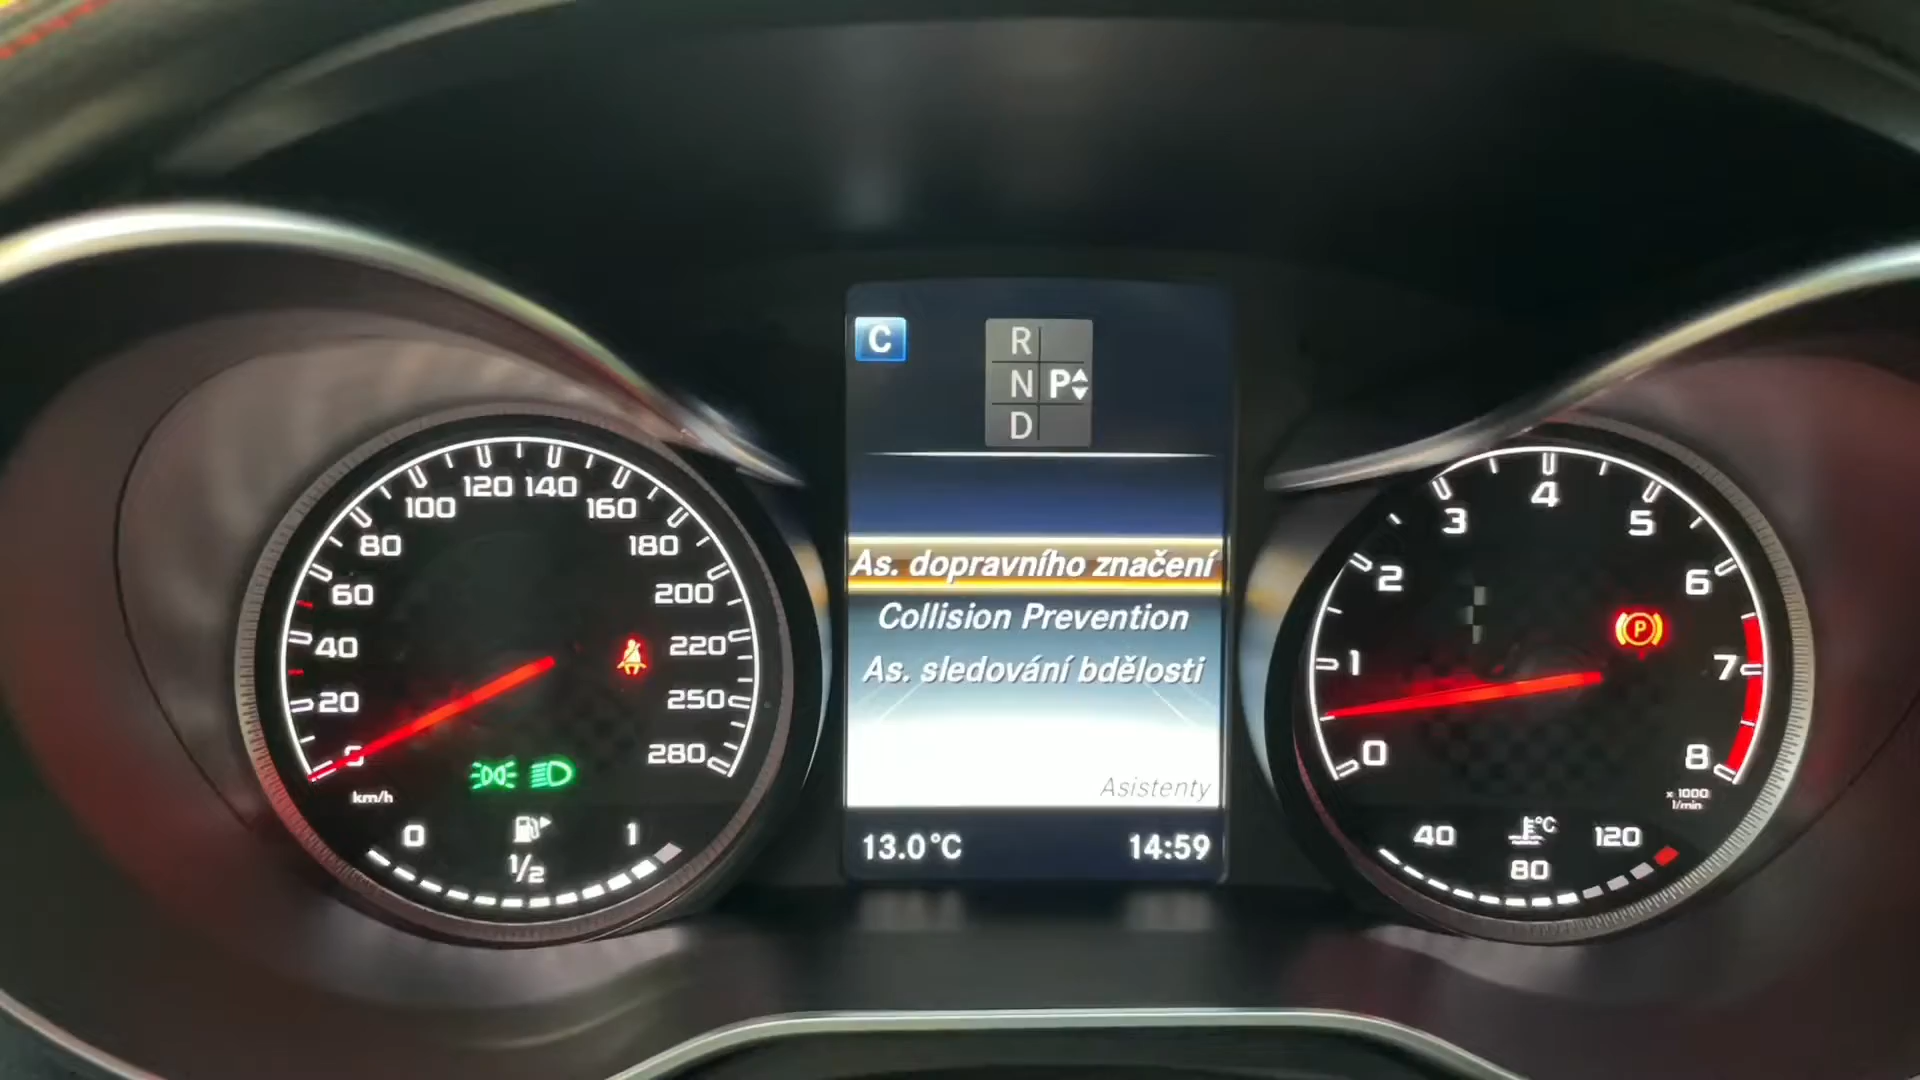 C
R
N P
D
As. dopravního značení
Collision Prevention
As. sledování bdělosti
Asistenty
13.0°C 14:59
0
20
40
60
80
100
120
140
160
180
200
220
250
280
km/h
0 1/2 1
0
1
2
3
4
5
6
7
8
x 1000
1/min
P
°C
40 80 120